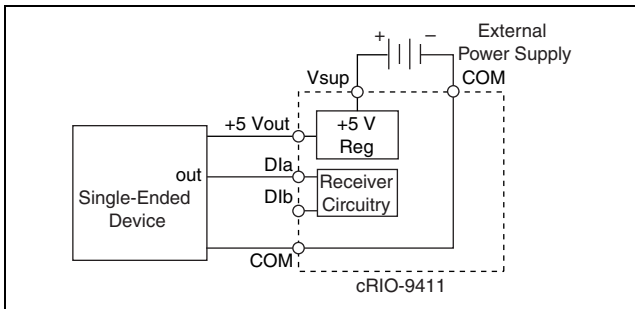 External
Power Supply
+ −
Vsup
COM
+5 Vout
+5 V
Reg
out
DIa
Single-Ended
Device
DIb
Receiver
Circuitry
COM
cRIO-9411